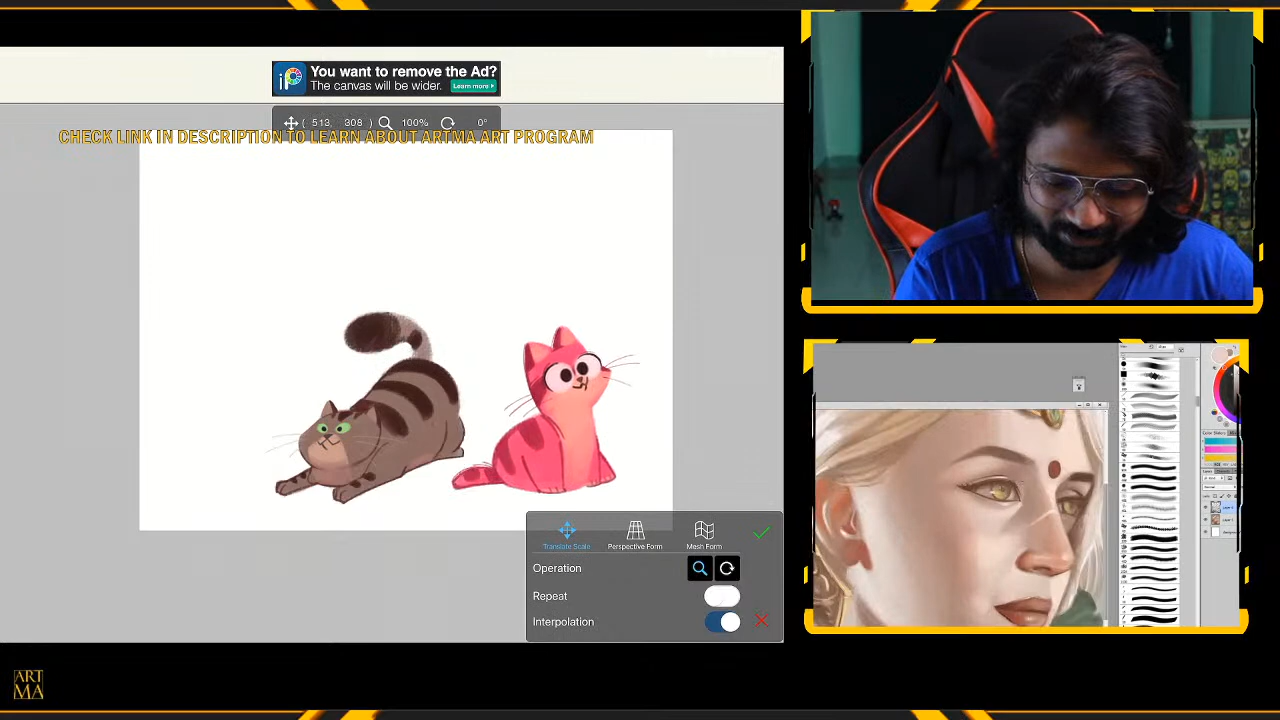 You want to remove the Ad?
The canvas will be wider.
Learn more
( 513, 308 ) 100% 0°
CHECK LINK IN DESCRIPTION TO LEARN ABOUT ARTMA ART PROGRAM
Translate Scale Perspective Form Mesh Form
Operation
Repeat
Interpolation
ART
MA